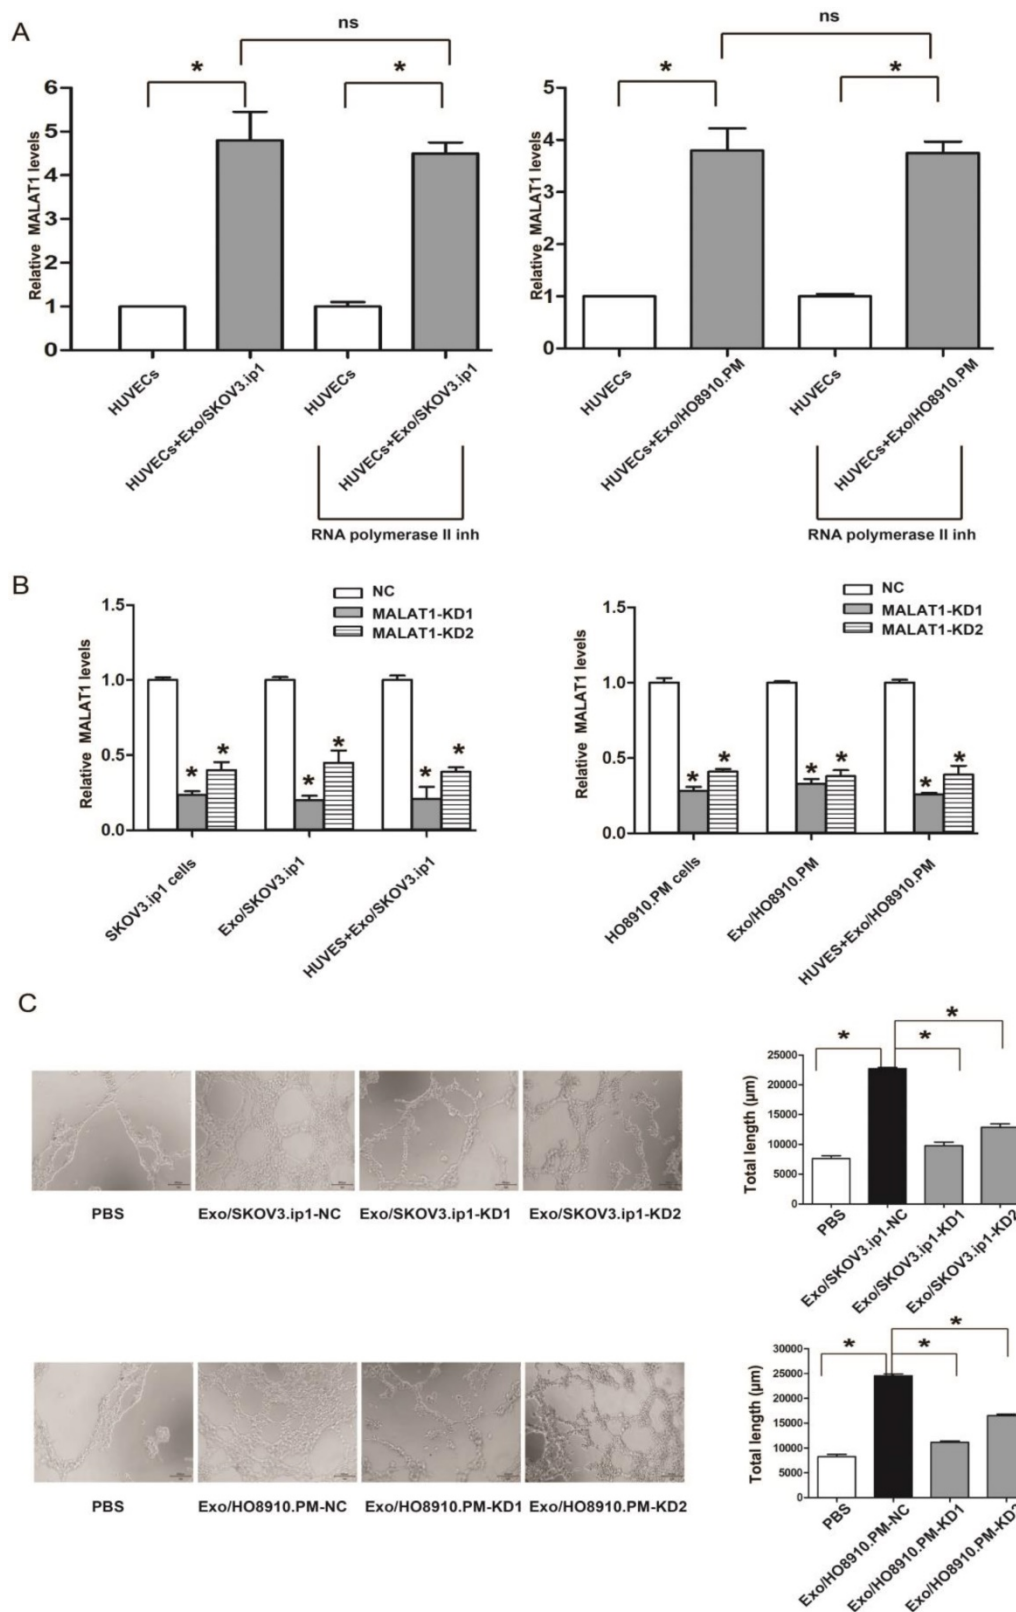 A
ns
*
*
Relative MALAT1 levels
6
5
4
3
2
1
0
HUVECs
HUVECs+Exo/SKOV3.ip1
HUVECs
HUVECs+Exo/SKOV3.ip1
RNA polymerase II inh
ns
*
*
Relative MALAT1 levels
5
4
3
2
1
0
HUVECs
HUVECs+Exo/HO8910.PM
HUVECs
HUVECs+Exo/HO8910.PM
RNA polymerase II inh
B
NC
MALAT1-KD1
MALAT1-KD2
Relative MALAT1 levels
1.5
1.0
0.5
0.0
* * * * * *
SKOV3.ip1 cells
Exo/SKOV3.ip1
HUVES+Exo/SKOV3.ip1
NC
MALAT1-KD1
MALAT1-KD2
Relative MALAT1 levels
1.5
1.0
0.5
0.0
* * * * * *
HO8910.PM cells
Exo/HO8910.PM
HUVES+Exo/HO8910.PM
C
PBS
Exo/SKOV3.ip1-NC
Exo/SKOV3.ip1-KD1
Exo/SKOV3.ip1-KD2
*
* *
Total length (µm)
25000
20000
15000
10000
5000
0
PBS
Exo/SKOV3.ip1-NC
Exo/SKOV3.ip1-KD1
Exo/SKOV3.ip1-KD2
PBS
Exo/HO8910.PM-NC
Exo/HO8910.PM-KD1
Exo/HO8910.PM-KD2
*
* *
Total length (µm)
30000
25000
20000
15000
10000
5000
0
PBS
Exo/HO8910.PM-NC
Exo/HO8910.PM-KD1
Exo/HO8910.PM-KD2